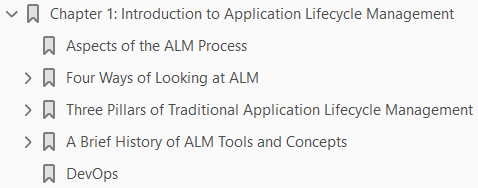 Chapter 1: Introduction to Application Lifecycle Management
Aspects of the ALM Process
Four Ways of Looking at ALM
Three Pillars of Traditional Application Lifecycle Management
A Brief History of ALM Tools and Concepts
DevOps